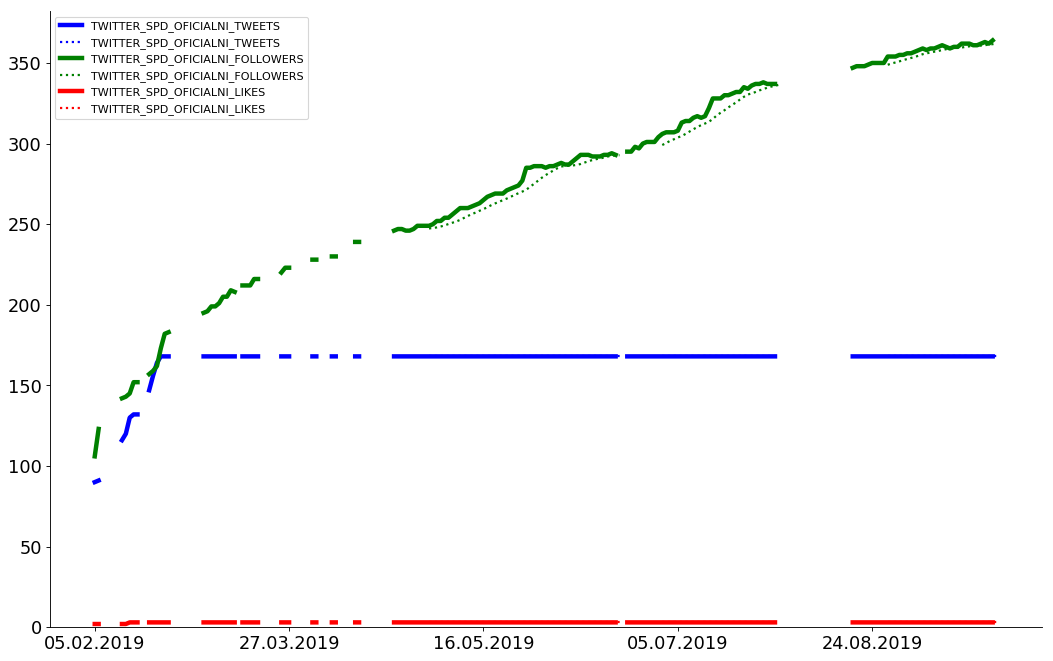 TWITTER_SPD_OFICIALNI_TWEETS
TWITTER_SPD_OFICIALNI_TWEETS
TWITTER_SPD_OFICIALNI_FOLLOWERS
TWITTER_SPD_OFICIALNI_FOLLOWERS
TWITTER_SPD_OFICIALNI_LIKES
TWITTER_SPD_OFICIALNI_LIKES
350
300
250
200
150
100
50
0
05.02.2019 27.03.2019 16.05.2019 05.07.2019 24.08.2019